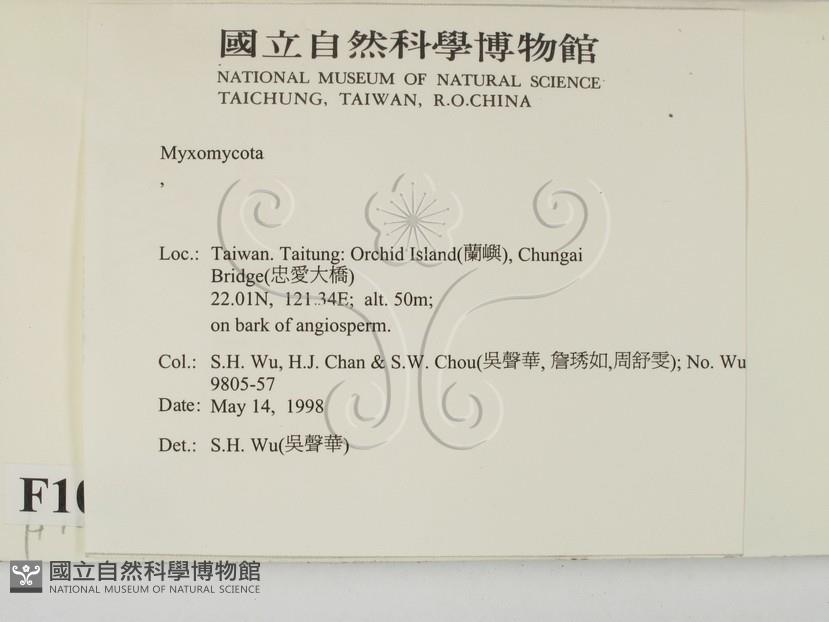 國立自然科學博物館
NATIONAL MUSEUM OF NATURAL SCIENCE
TAICHUNG, TAIWAN, R.O.CHINA
Myxomycota
,
Loc.: Taiwan. Taitung: Orchid Island(蘭嶼), Chungai
Bridge(忠愛大橋)
22.01N, 121.34E; alt. 50m;
on bark of angiosperm.
Col.: S.H. Wu, H.J. Chan & S.W. Chou(吳聲華, 詹琇如,周舒雯); No. Wu
9805-57
Date: May 14, 1998
Det.: S.H. Wu(吳聲華)
F10
國立自然科學博物館
NATIONAL MUSEUM OF NATURAL SCIENCE